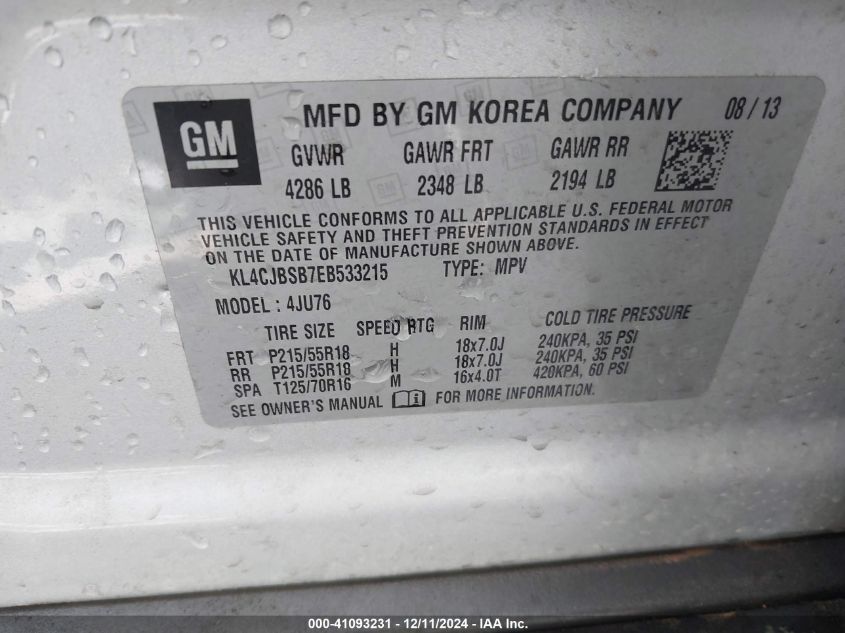 GM
MFD BY GM KOREA COMPANY 08/13
GVWR GAWR FRT GAWR RR
4286 LB 2348 LB 2194 LB
THIS VEHICLE CONFORMS TO ALL APPLICABLE U.S. FEDERAL MOTOR
VEHICLE SAFETY AND THEFT PREVENTION STANDARDS IN EFFECT
ON THE DATE OF MANUFACTURE SHOWN ABOVE.
KL4CJBSB7EB533215 TYPE: MPV
MODEL : 4JU76
TIRE SIZE SPEED RTG RIM COLD TIRE PRESSURE
FRT P215/55R18 H 18x7.0J 240KPA, 35 PSI
RR P215/55R18 H 18x7.0J 240KPA, 35 PSI
SPA T125/70R16 M 16x4.0T 420KPA, 60 PSI
SEE OWNER'S MANUAL FOR MORE INFORMATION.
000-41093231 - 12/11/2024 - IAA Inc.